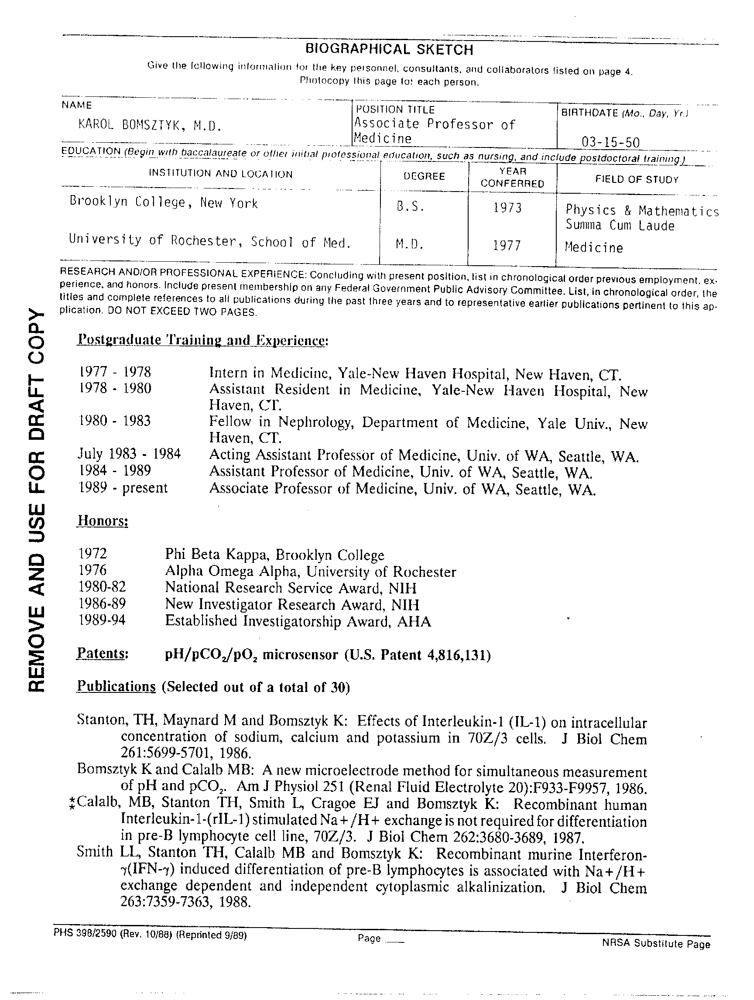 BIOGRAPHICAL SKETCH
Give the following information for the key personnel, consultants, and collaborators listed on page 4.
Photocopy this page for each person.
NAME
KAROL BOMSZTYK, M.D.
POSITION TITLE
Associate Professor of
Medicine
BIRTHDATE (Mo., Day, Yr.)
03-15-50
EDUCATION (Begin with baccalaureate or other initial professional education, such as nursing, and include postdoctoral training.)
INSTITUTION AND LOCATION DEGREE YEAR CONFERRED FIELD OF STUDY
Brooklyn College, New York B.S. 1973 Physics & Mathematics
Summa Cum Laude
University of Rochester, School of Med. M.D. 1977 Medicine
RESEARCH AND/OR PROFESSIONAL EXPERIENCE: Concluding with present position, list in chronological order previous employment, ex-
perience, and honors. Include present membership on any Federal Government Public Advisory Committee. List, in chronological order, the
titles and complete references to all publications during the past three years and to representative earlier publications pertinent to this ap-
plication. DO NOT EXCEED TWO PAGES.
REMOVE AND USE FOR DRAFT COPY
Postgraduate Training and Experience:
1977 - 1978 Intern in Medicine, Yale-New Haven Hospital, New Haven, CT.
1978 - 1980 Assistant Resident in Medicine, Yale-New Haven Hospital, New
Haven, CT.
1980 - 1983 Fellow in Nephrology, Department of Medicine, Yale Univ., New
Haven, CT.
July 1983 - 1984 Acting Assistant Professor of Medicine, Univ. of WA, Seattle, WA.
1984 - 1989 Assistant Professor of Medicine, Univ. of WA, Seattle, WA.
1989 - present Associate Professor of Medicine, Univ. of WA, Seattle, WA.
Honors:
1972 Phi Beta Kappa, Brooklyn College
1976 Alpha Omega Alpha, University of Rochester
1980-82 National Research Service Award, NIH
1986-89 New Investigator Research Award, NIH
1989-94 Established Investigatorship Award, AHA
Patents: pH/pCO₂/pO₂ microsensor (U.S. Patent 4,816,131)
Publications (Selected out of a total of 30)
Stanton, TH, Maynard M and Bomsztyk K: Effects of Interleukin-1 (IL-1) on intracellular
concentration of sodium, calcium and potassium in 70Z/3 cells. J Biol Chem
261:5699-5701, 1986.
Bomsztyk K and Calalb MB: A new microelectrode method for simultaneous measurement
of pH and pCO₂. Am J Physiol 251 (Renal Fluid Electrolyte 20):F933-F9957, 1986.
*Calalb, MB, Stanton TH, Smith L, Cragoe EJ and Bomsztyk K: Recombinant human
Interleukin-1-(rIL-1) stimulated Na+/H+ exchange is not required for differentiation
in pre-B lymphocyte cell line, 70Z/3. J Biol Chem 262:3680-3689, 1987.
Smith LL, Stanton TH, Calalb MB and Bomsztyk K: Recombinant murine Interferon-
γ(IFN-γ) induced differentiation of pre-B lymphocytes is associated with Na+/H+
exchange dependent and independent cytoplasmic alkalinization. J Biol Chem
263:7359-7363, 1988.
PHS 398/2590 (Rev. 10/88) (Reprinted 9/89) Page ___ NRSA Substitute Page